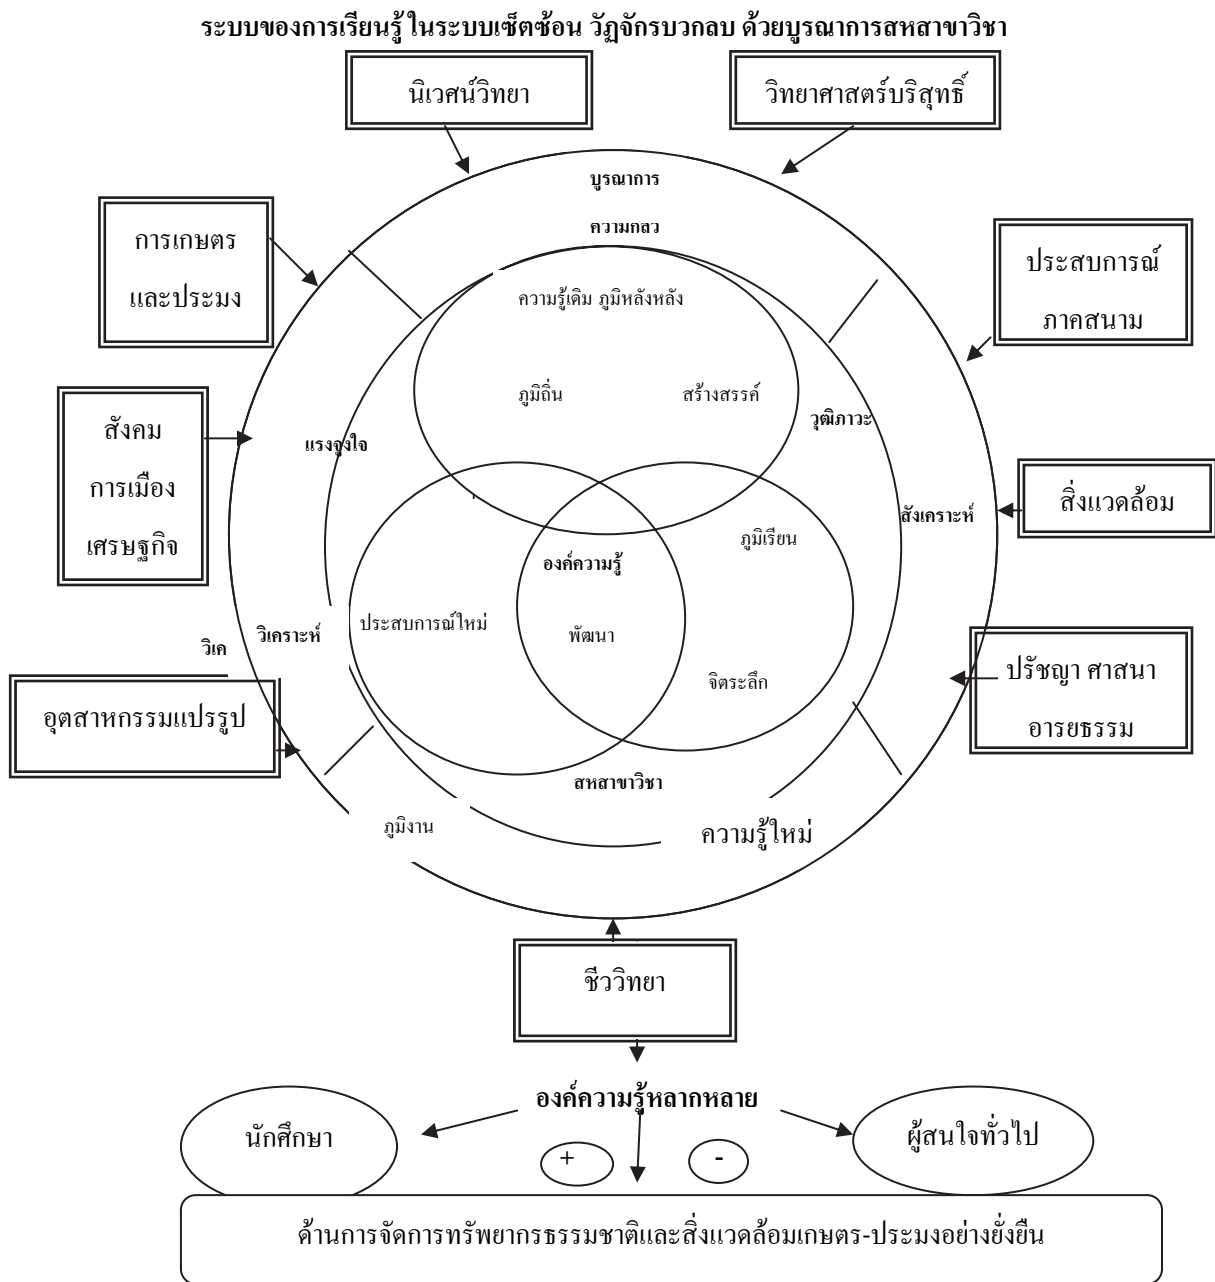 ระบบของการเรียนรู้ ในระบบเซ็ตซ้อน วัฏจักรบวกลบ ด้วยบูรณาการสหสาขาวิชา
นิเวศน์วิทยา
วิทยาศาสตร์บริสุทธิ์
บูรณาการ
ความกลว
การเกษตร
และประมง
ประสบการณ์
ภาคสนาม
ความรู้เดิม ภูมิหลังหลัง
ภูมิถิ่น
สร้างสรรค์
วุฒิภาวะ
แรงจูงใจ
สังคม
การเมือง
เศรษฐกิจ
สังเคราะห์
สิ่งแวดล้อม
ภูมิเรียน
องค์ความรู้
ประสบการณ์ใหม่
พัฒนา
วิเคราะห์
วิเค
จิตระลึก
ปรัชญา ศาสนา
อารยธรรม
อุตสาหกรรมแปรรูป
สหสาขาวิชา
ภูมิงาน
ความรู้ใหม่
ชีววิทยา
องค์ความรู้หลากหลาย
นักศึกษา
ผู้สนใจทั่วไป
+
-
ด้านการจัดการทรัพยากรธรรมชาติและสิ่งแวดล้อมเกษตร-ประมงอย่างยั่งยืน